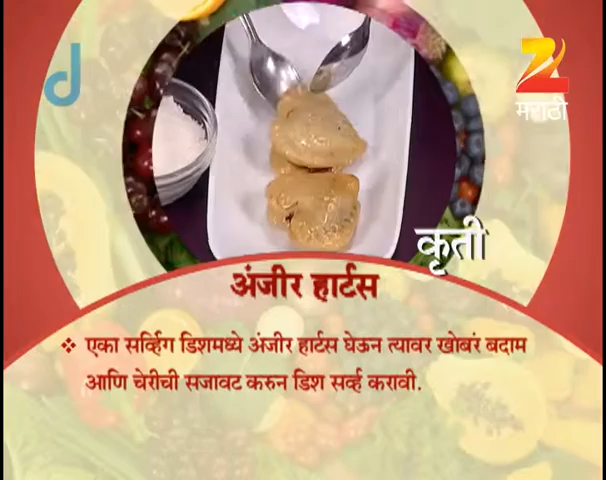 मराठी
कृती
अंजीर हार्टस
❖ एका सर्व्हिग डिशमध्ये अंजीर हार्टस घेऊन त्यावर खोबरं बदाम
आणि चेरीची सजावट करुन डिश सर्व्ह करावी.